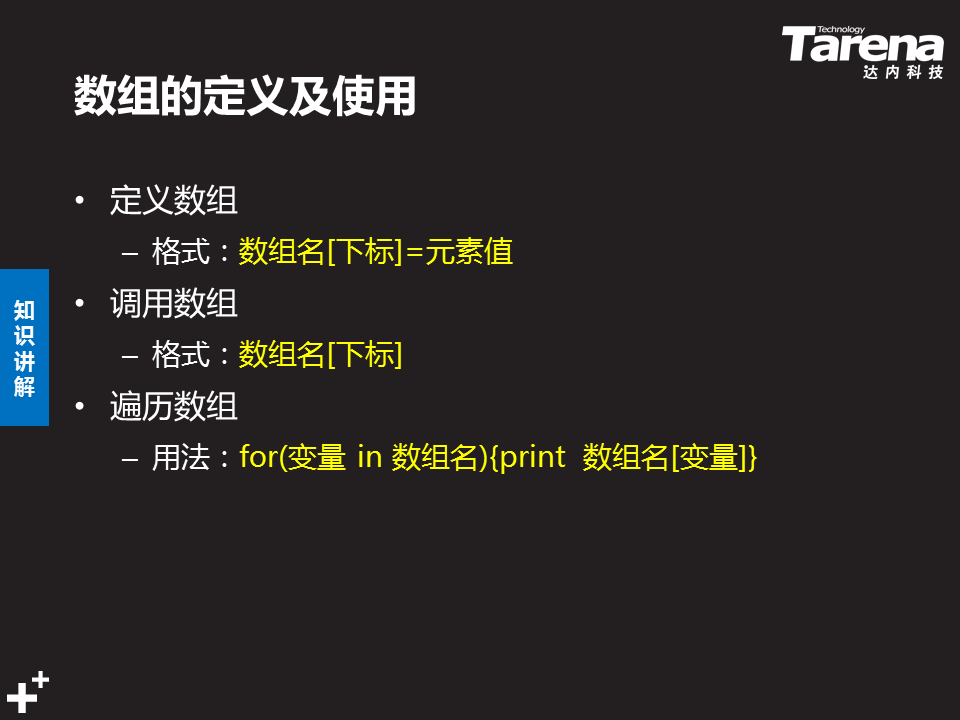 Technology
Tarena
达内科技
数组的定义及使用
• 定义数组
– 格式：数组名[下标]=元素值
• 调用数组
– 格式：数组名[下标]
• 遍历数组
– 用法：for(变量 in 数组名){print 数组名[变量]}
知
识
讲
解